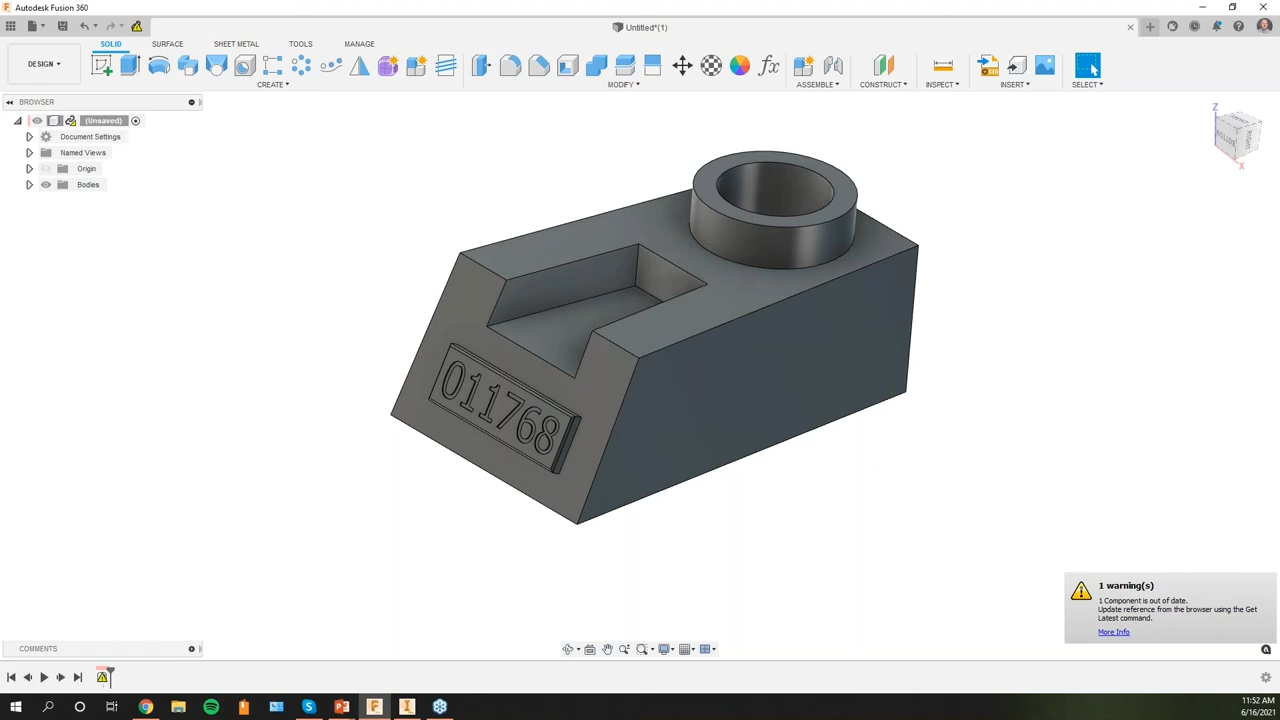 Autodesk Fusion 360
Untitled*(1)
DESIGN
SOLID
SURFACE
SHEET METAL
TOOLS
MANAGE
CREATE
MODIFY
ASSEMBLE
CONSTRUCT
INSPECT
INSERT
SELECT
BROWSER
(Unsaved)
Document Settings
Named Views
Origin
Bodies
Z
RIGHT
X
011768
1 warning(s)
1 Component is out of date.
Update reference from the browser using the Get
Latest command.
More Info
COMMENTS
11:52 AM
6/16/2021